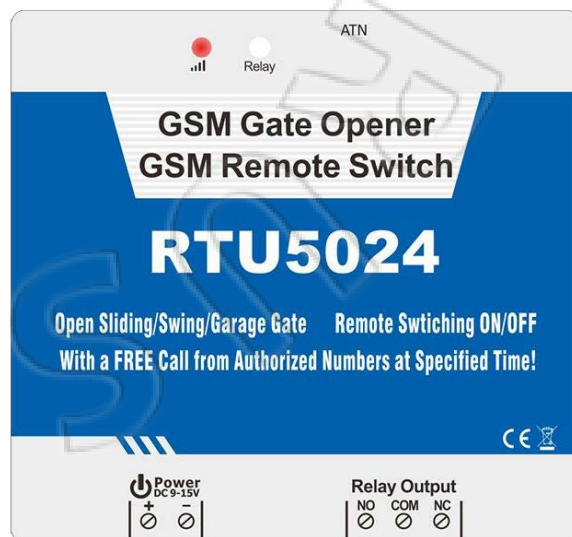 ATN
Relay
GSM Gate Opener
GSM Remote Switch
RTU5024
Open Sliding/Swing/Garage Gate Remote Swtiching ON/OFF
With a FREE Call from Authorized Numbers at Specified Time!
CE
Power Relay Output
DC 9-15V
+ - NO COM NC